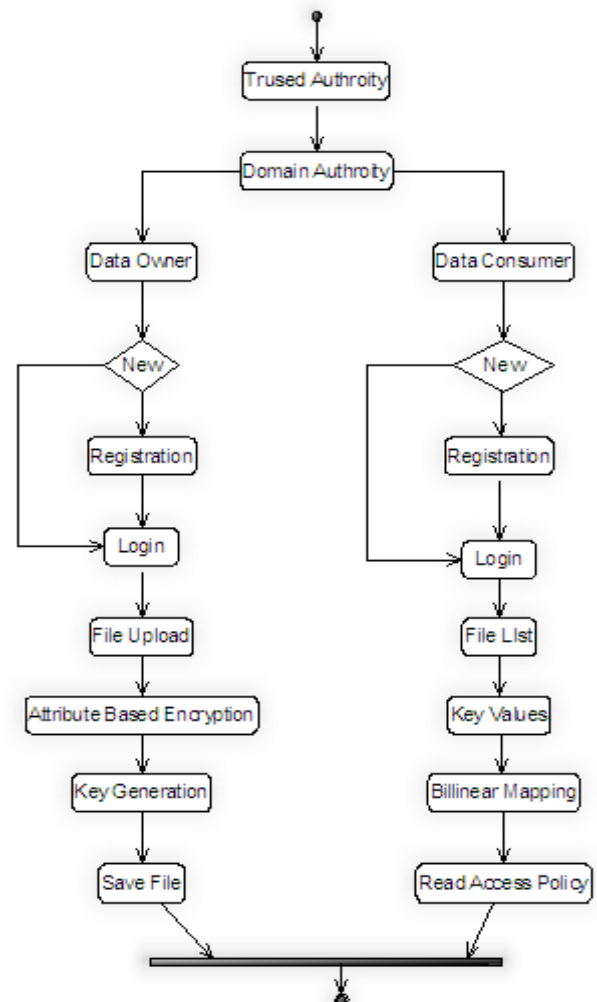 Trused Authroity
Domain Authroity
Data Owner
Data Consumer
New
New
Registration
Registration
Login
Login
File Upload
File LIst
Attribute Based Encryption
Key Values
Key Generation
Billinear Mapping
Save File
Read Access Policy